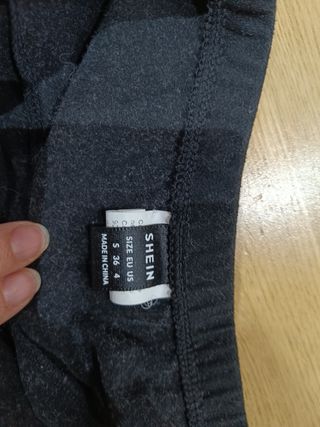 SHEIN
SIZE EU US
S 36 4
MADE IN CHINA